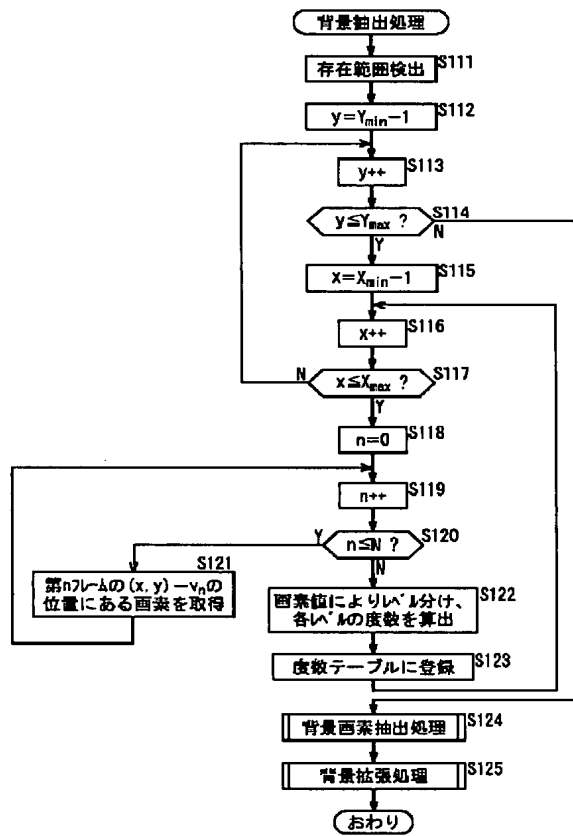 背景抽出処理
存在範囲検出 S111
y=Ymin−1 S112
y++ S113
y≦Ymax ? S114
N
Y
x=Xmin−1 S115
x++ S116
N
x≦Xmax ? S117
Y
n=0 S118
n++ S119
Y
n≦N ? S120
N
S121
第nフレームの(x, y)−vnの
位置にある画素を取得
画素値によりレベル分け、 S122
各レベルの度数を算出
度数テーブルに登録 S123
背景画素抽出処理 S124
背景拡張処理 S125
おわり